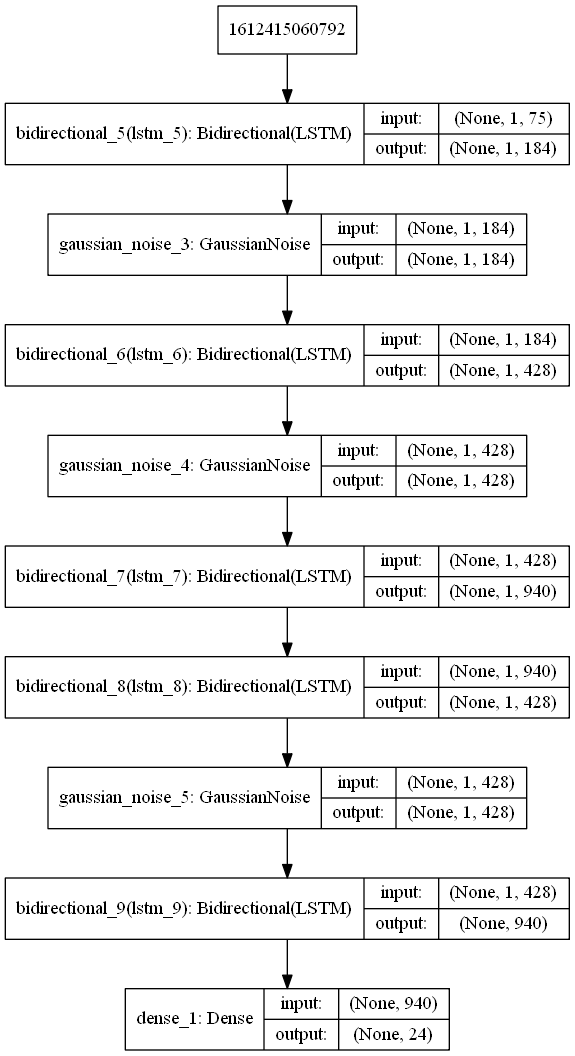 1612415060792
bidirectional_5(lstm_5): Bidirectional(LSTM)
input: (None, 1, 75)
output: (None, 1, 184)
gaussian_noise_3: GaussianNoise
input: (None, 1, 184)
output: (None, 1, 184)
bidirectional_6(lstm_6): Bidirectional(LSTM)
input: (None, 1, 184)
output: (None, 1, 428)
gaussian_noise_4: GaussianNoise
input: (None, 1, 428)
output: (None, 1, 428)
bidirectional_7(lstm_7): Bidirectional(LSTM)
input: (None, 1, 428)
output: (None, 1, 940)
bidirectional_8(lstm_8): Bidirectional(LSTM)
input: (None, 1, 940)
output: (None, 1, 428)
gaussian_noise_5: GaussianNoise
input: (None, 1, 428)
output: (None, 1, 428)
bidirectional_9(lstm_9): Bidirectional(LSTM)
input: (None, 1, 428)
output: (None, 940)
dense_1: Dense
input: (None, 940)
output: (None, 24)